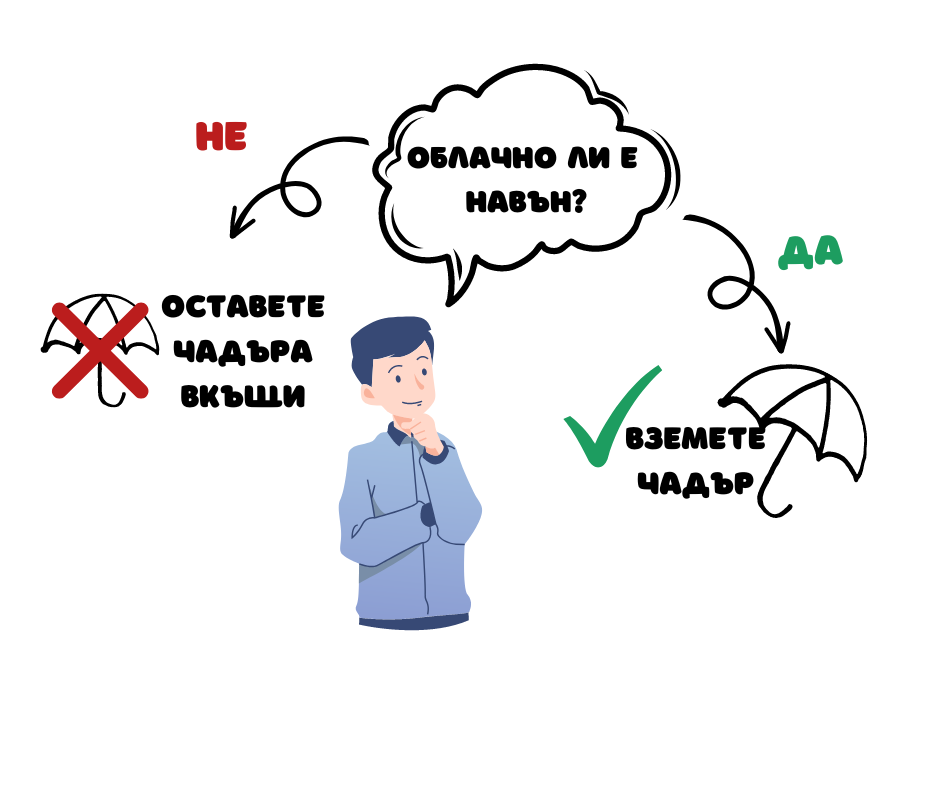 НЕ
ОБЛАЧНО ЛИ Е
НАВЪН?
ДА
ОСТАВЕТЕ
ЧАДЪРА
ВКЪЩИ
ВЗЕМЕТЕ
ЧАДЪР